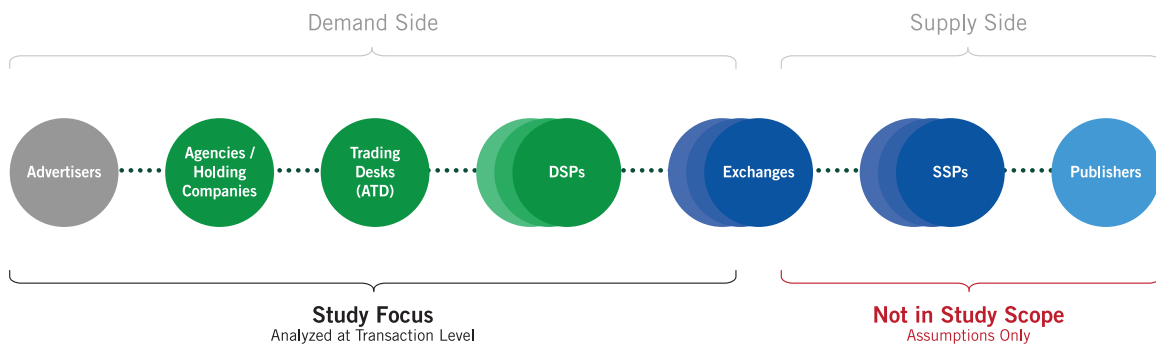 Demand Side
Supply Side
Advertisers
Agencies /
Holding
Companies
Trading
Desks
(ATD)
DSPs
Exchanges
SSPs
Publishers
Study Focus
Analyzed at Transaction Level
Not in Study Scope
Assumptions Only